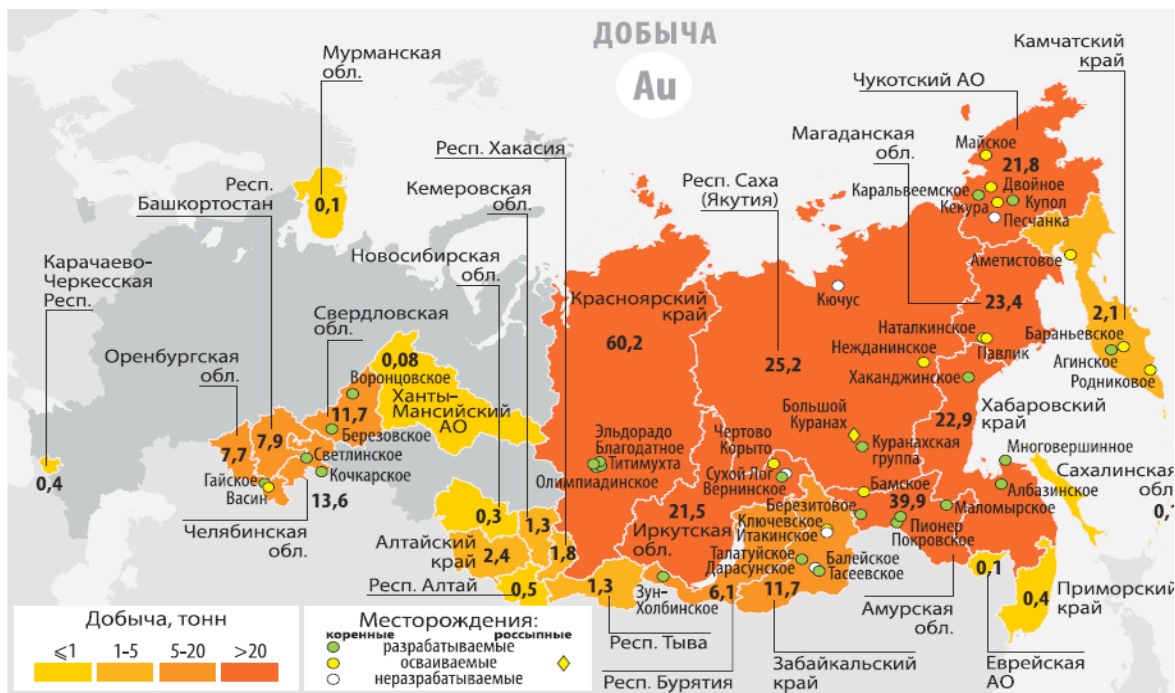 ДОБЫЧА
Au
Мурманская
обл.
0,1
Камчатский
край
Чукотский АО
Магаданская
обл.
Майское
21,8
Каральвеемское
Двойное
Кекура
Купол
Песчанка
Респ. Хакасия
Кемеровская
обл.
Респ. Саха
(Якутия)
Респ.
Башкортостан
Новосибирская
обл.
Карачаево-
Черкесская
Респ.
0,4
Свердловская
обл.
Оренбургская
обл.
0,08
Воронцовское
Ханты-
Мансийский
АО
11,7
Березовское
7,7
7,9
Светлинское
Кочкарское
Гайское
Васин
13,6
Челябинская
обл.
Красноярский
край
60,2
Кючус
25,2
Аметистовое
23,4
2,1
Наталкинское
Павлик
Нежданинское
Хаканджинское
Бараньевское
Агинское
Родниковое
22,9
Хабаровский
край
Большой
Куранах
Куранахская
группа
Эльдорадо
Благодатное
Титимухта
Олимпиадинское
Чертово
Корыто
Сухой Лог
Вернинское
Многовершинное
Албазинское
Сахалинская
обл.
0,1
Бамское
39,9
Маломырское
Березитовое
Пионер
Покровское
21,5
Иркутская
обл.
Ключевское
Итакинское
Талатуйское
Дарасунское
Балейское
Тасеевское
0,3
1,3
Алтайский
край
2,4
1,8
Респ. Алтай
0,5
1,3
Зун-
Холбинское
6,1
11,7
0,1
0,4
Приморский
край
Амурская
обл.
Еврейская
АО
Респ. Тыва
Респ. Бурятия
Забайкальский
край
Добыча, тонн
⩽1 1–5 5–20 >20
Месторождения:
коренные россыпные
разрабатываемые
осваиваемые
неразрабатываемые